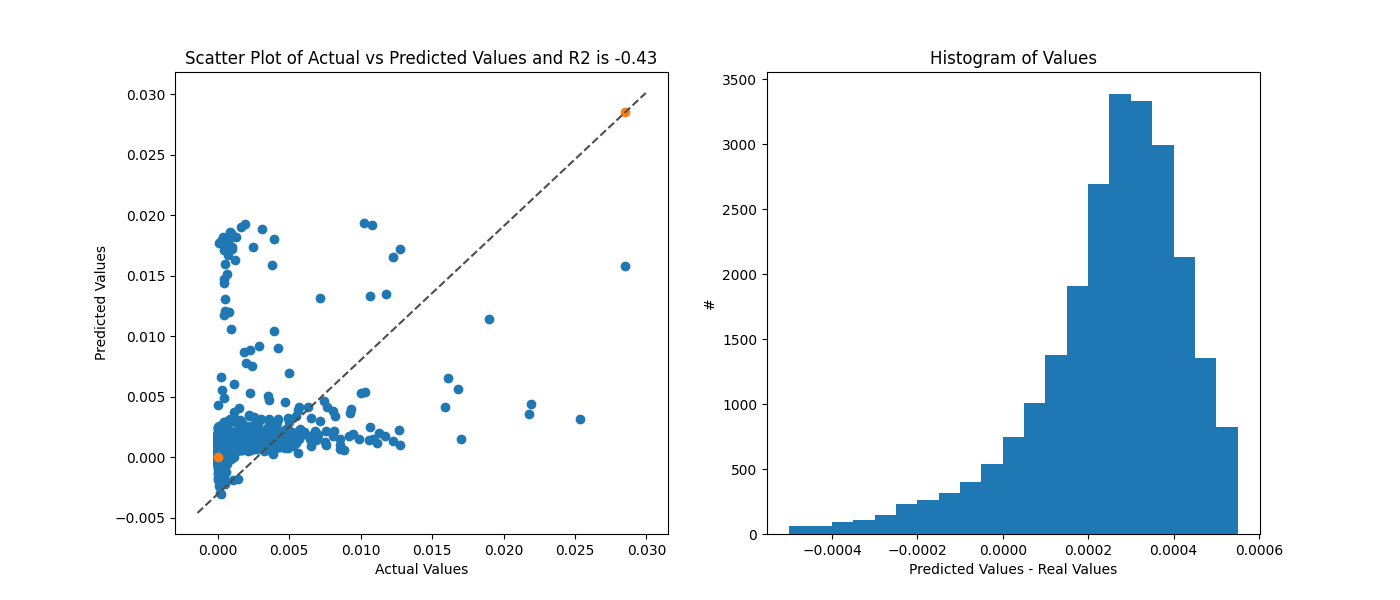 Scatter Plot of Actual vs Predicted Values and R2 is -0.43
Predicted Values
0.030
0.025
0.020
0.015
0.010
0.005
0.000
−0.005
0.000 0.005 0.010 0.015 0.020 0.025 0.030
Actual Values
Histogram of Values
#
3500
3000
2500
2000
1500
1000
500
0
−0.0004 −0.0002 0.0000 0.0002 0.0004 0.0006
Predicted Values - Real Values